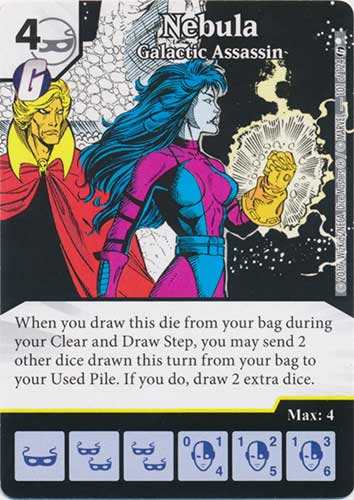 4
Nebula
Galactic Assassin
G
When you draw this die from your bag during
your Clear and Draw Step, you may send 2
other dice drawn this turn from your bag to
your Used Pile. If you do, draw 2 extra dice.
Max: 4
0 1 4
1 2 5
1 3 6